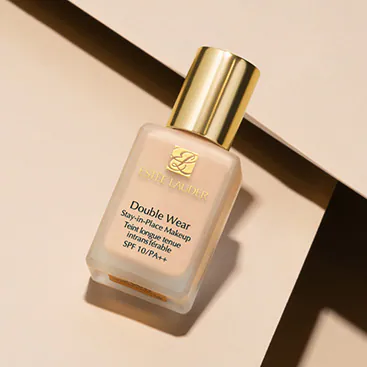 ESTEE LAUDER
Double Wear
Stay-in-Place Makeup
Teint longue tenue
intransférable
SPF 10/PA++